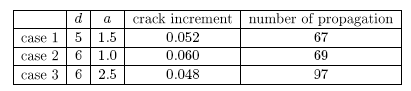 d a crack increment number of propagation
case 1 5 1.5 0.052 67
case 2 6 1.0 0.060 69
case 3 6 2.5 0.048 97